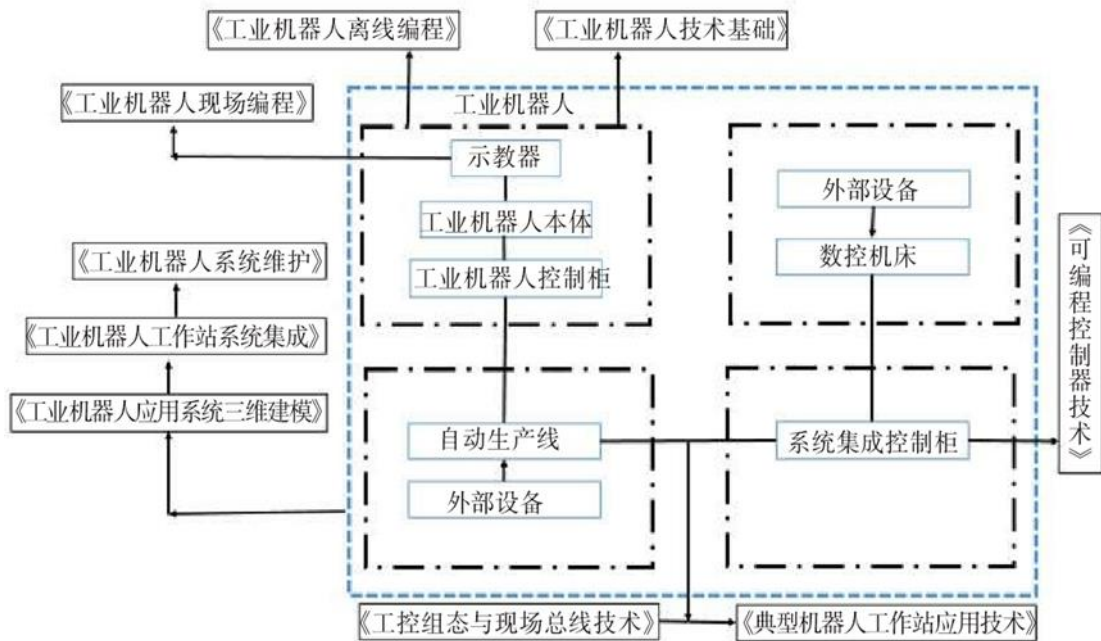 《工业机器人离线编程》
《工业机器人技术基础》
《工业机器人现场编程》
工业机器人
示教器
外部设备
工业机器人本体
《工业机器人系统维护》
数控机床
工业机器人控制柜
《可编程控制器技术》
《工业机器人工作站系统集成》
《工业机器人应用系统三维建模》
自动生产线
系统集成控制柜
外部设备
《工控组态与现场总线技术》
《典型机器人工作站应用技术》